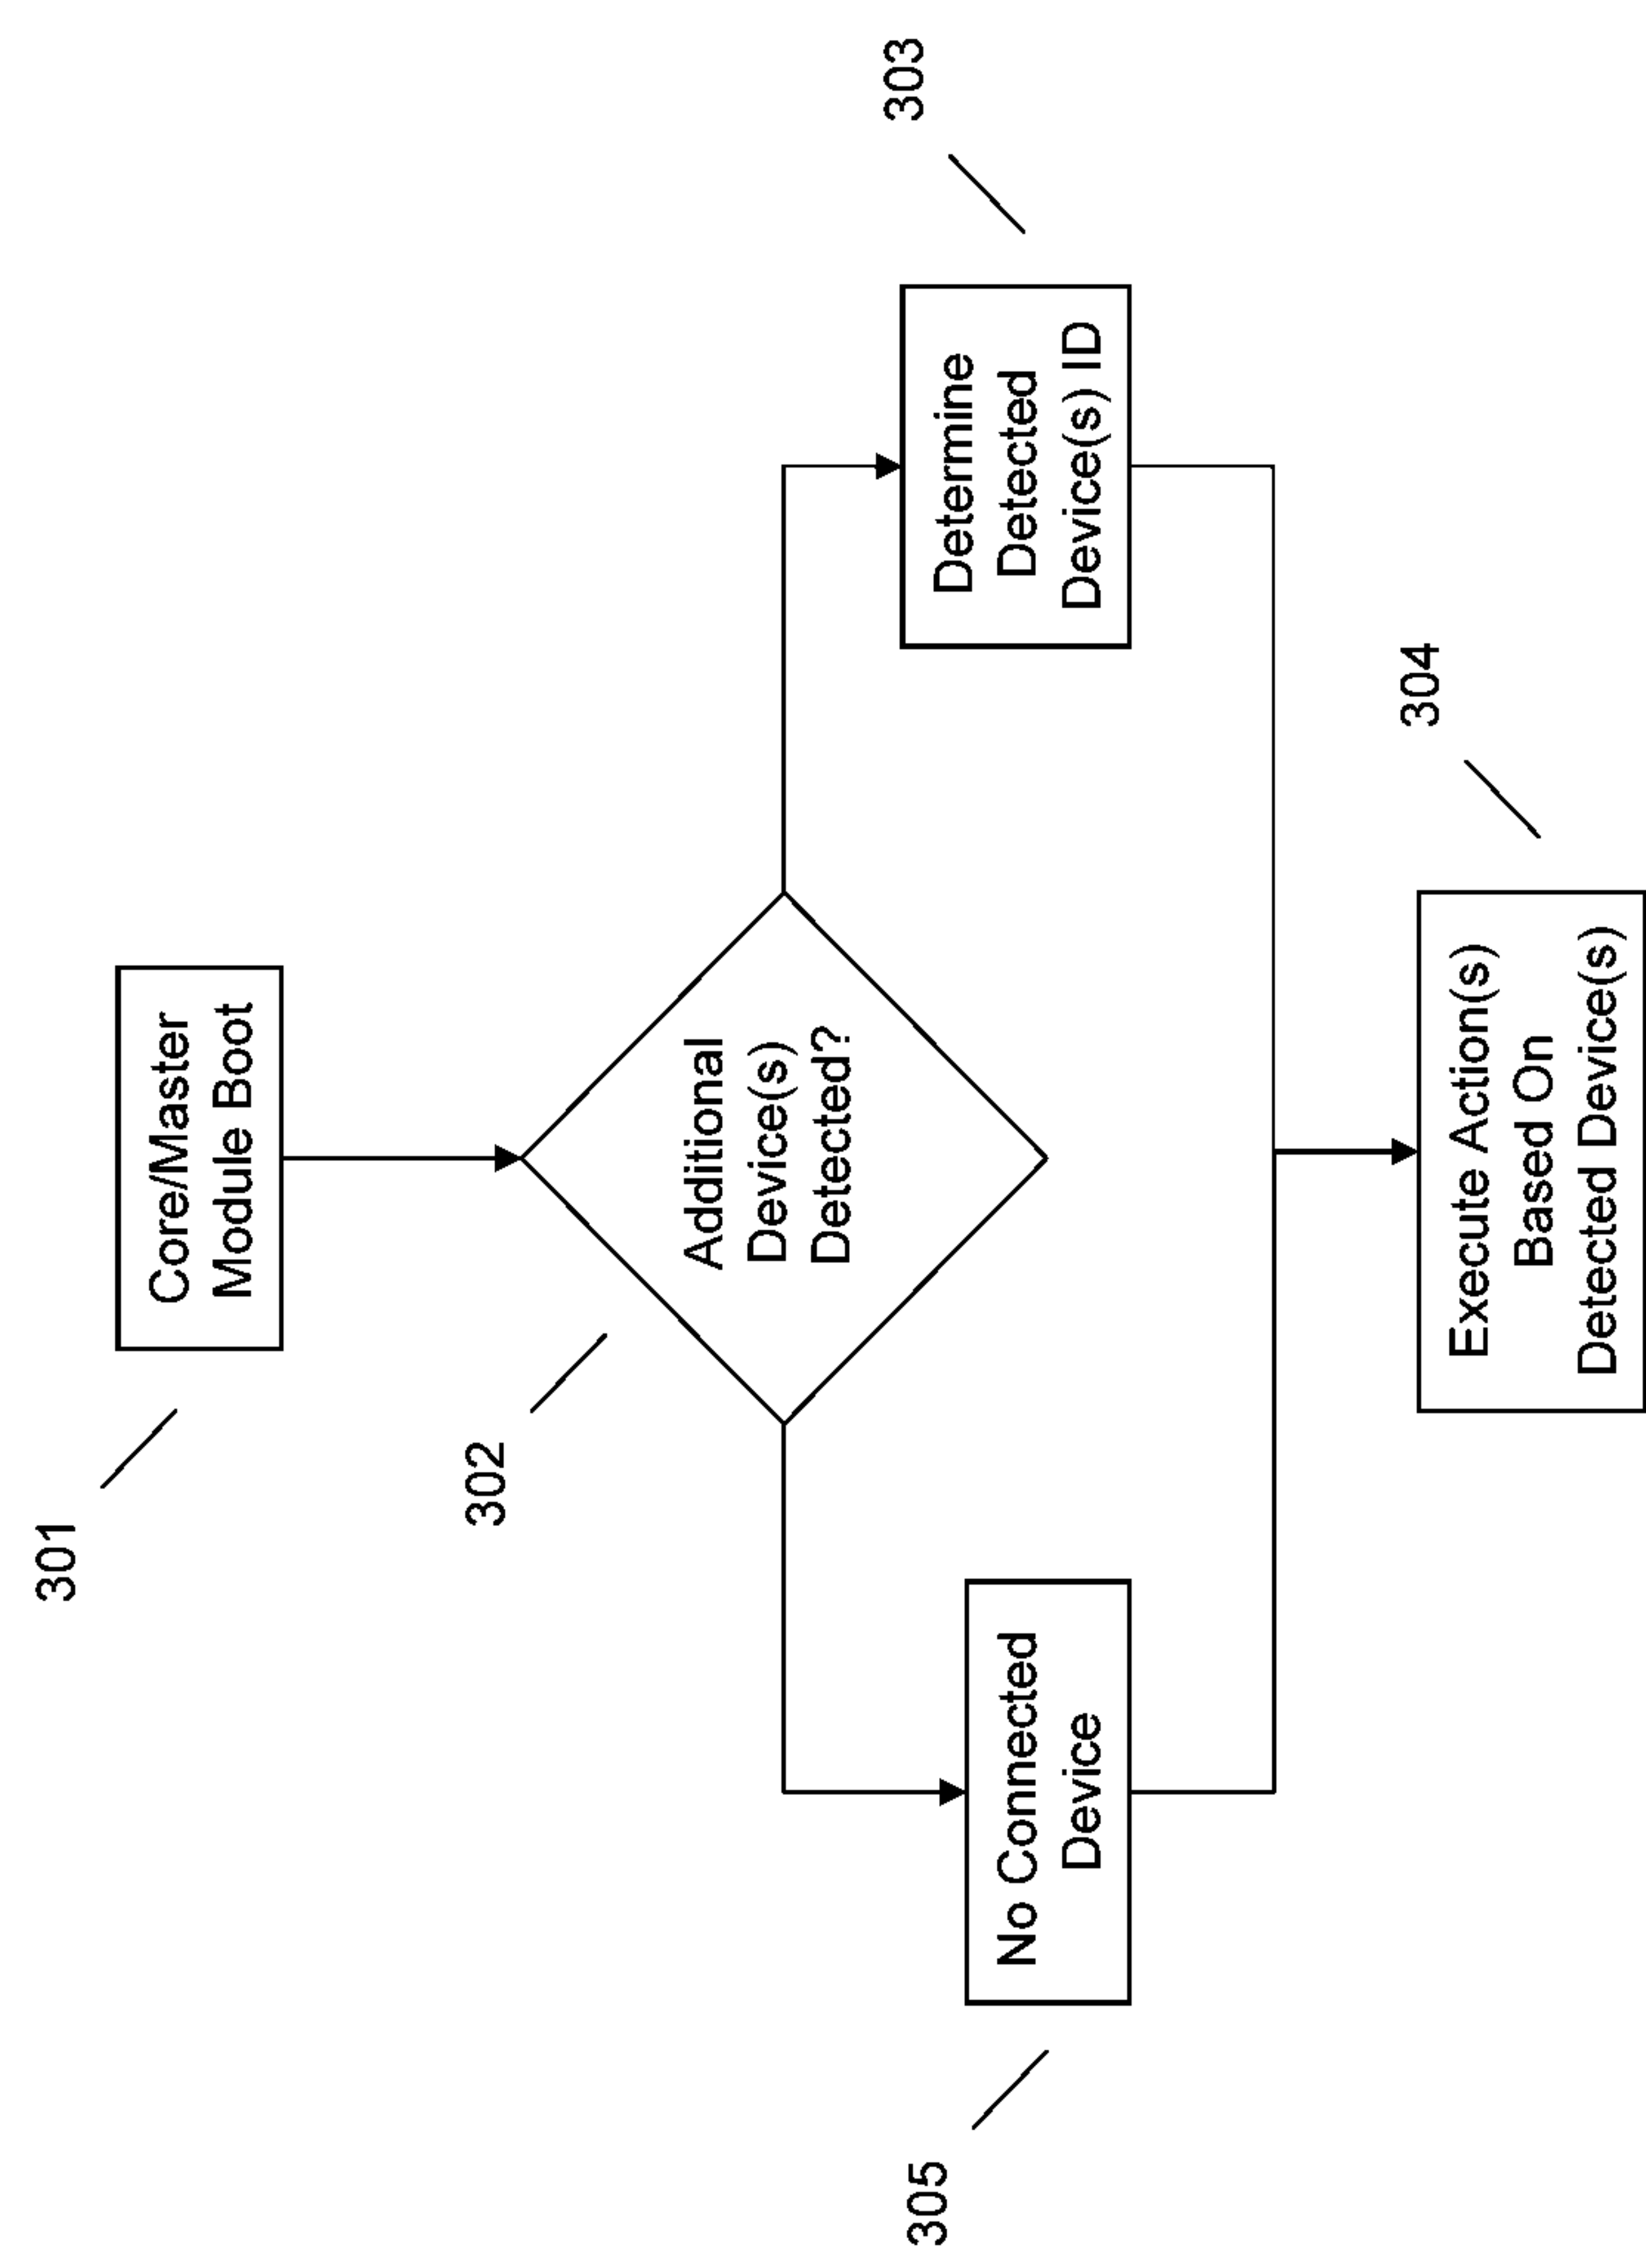 301
Core/Master
Module Boot
302
Additional
Device(s)
Detected?
303
Determine
Detected
Device(s) ID
305
No Connected
Device
304
Execute Action(s)
Based On
Detected Device(s)